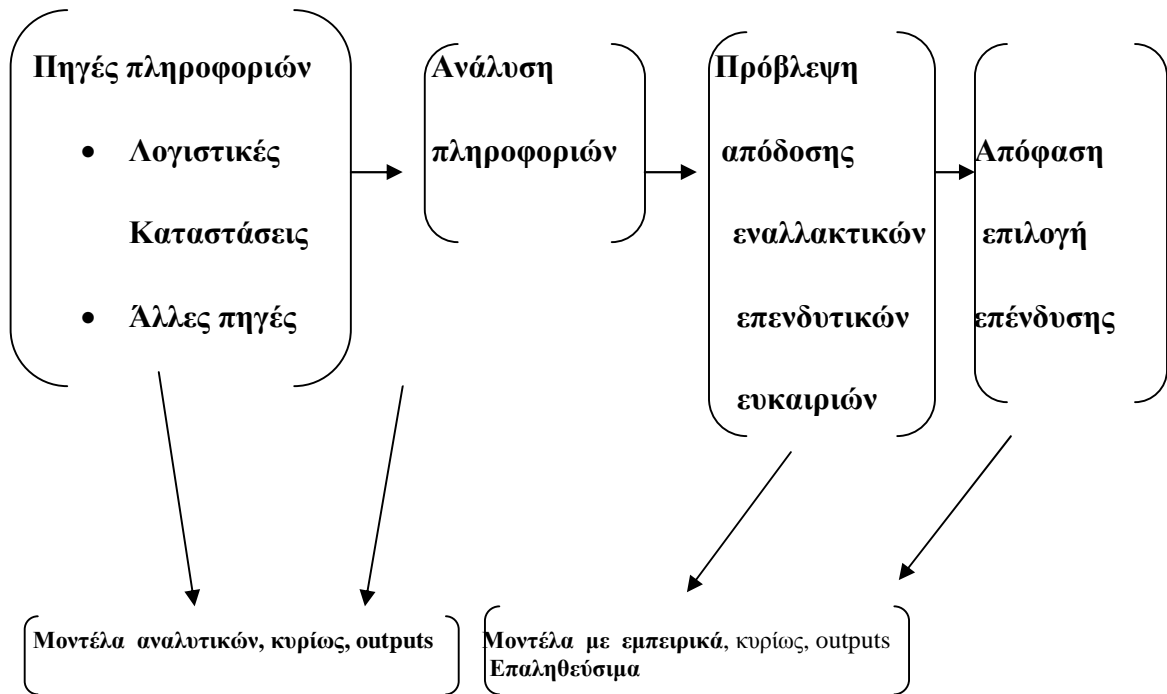 Πηγές πληροφοριών
• Λογιστικές
Καταστάσεις
• Άλλες πηγές
Ανάλυση
πληροφοριών
Πρόβλεψη
απόδοσης
εναλλακτικών
επενδυτικών
ευκαιριών
Απόφαση
επιλογή
επένδυσης
Μοντέλα αναλυτικών, κυρίως, outputs
Μοντέλα με εμπειρικά, κυρίως, outputs
Επαληθεύσιμα